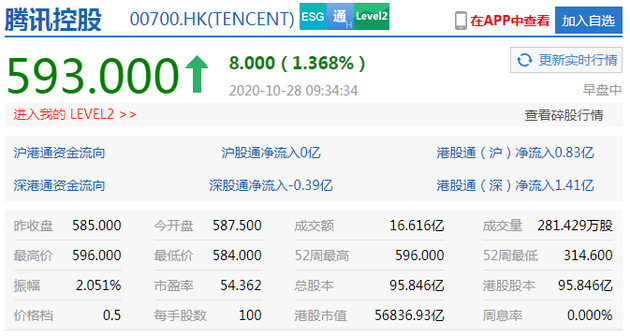 腾讯控股 00700.HK(TENCENT) ESG 通H Level2 在APP中查看 加入自选
593.000 8.000(1.368%) 更新实时行情
2020-10-28 09:34:34 早盘中
进入我的 LEVEL2 >> 查看碎股行情
沪港通资金流向 沪股通净流入0亿 港股通(沪)净流入0.83亿
深港通资金流向 深股通净流入-0.39亿 港股通(深)净流入1.41亿
昨收盘 585.000 今开盘 587.500 成交额 16.616亿 成交量 281.429万股
最高价 596.000 最低价 584.000 52周最高 596.000 52周最低 314.600
振幅 2.051% 市盈率 54.362 总股本 95.846亿 港股股本 95.846亿
价格档 0.5 每手股数 100 港股市值 56836.93亿 周息率 0.000%